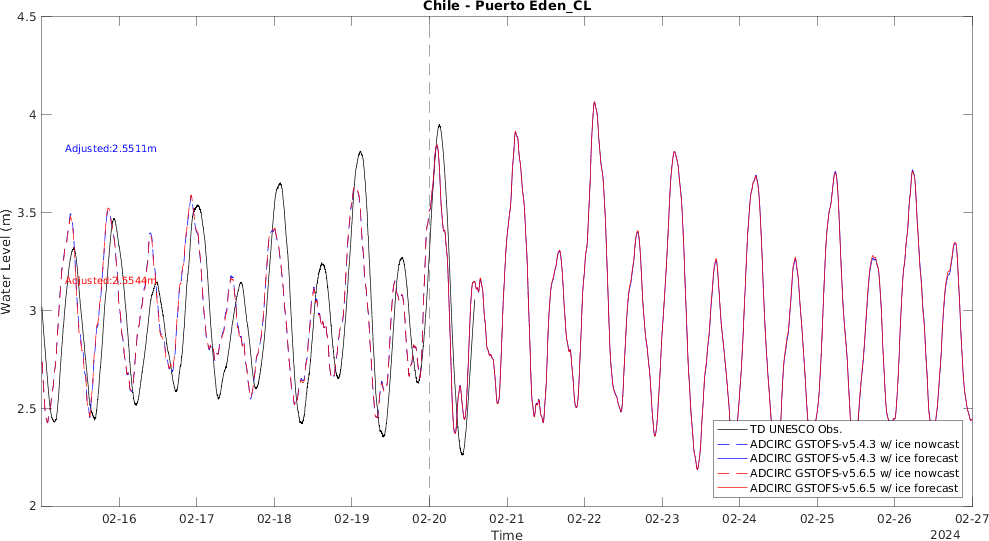 Chile - Puerto Eden_CL
4.5
4
3.5
3
2.5
2
Water Level (m)
Adjusted:2.5511m
Adjusted:2.5544m
TD UNESCO Obs.
ADCIRC GSTOFS-v5.4.3 w/ ice nowcast
ADCIRC GSTOFS-v5.4.3 w/ ice forecast
ADCIRC GSTOFS-v5.6.5 w/ ice nowcast
ADCIRC GSTOFS-v5.6.5 w/ ice forecast
02-16 02-17 02-18 02-19 02-20 02-21 02-22 02-23 02-24 02-25 02-26 02-27
Time
2024